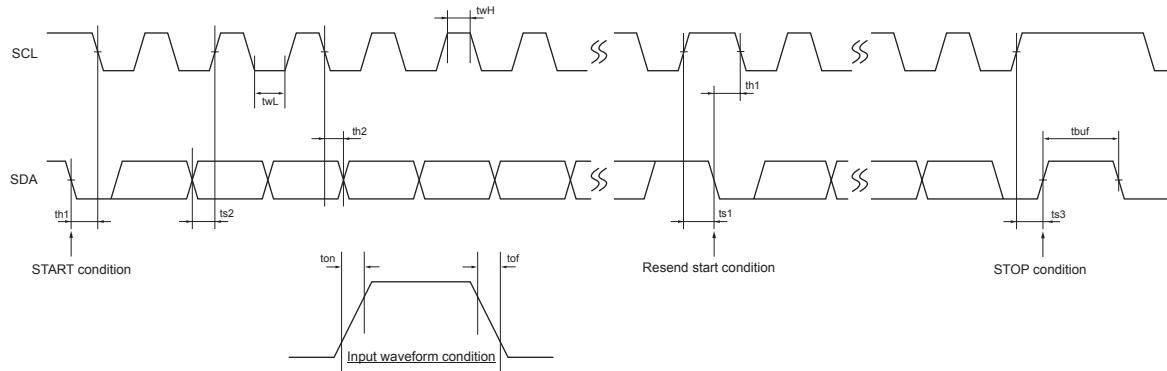 twH
SCL
twL
th1
th2
tbuf
SDA
th1
ts2
ts1
ts3
START condition
Resend start condition
STOP condition
ton
tof
Input waveform condition